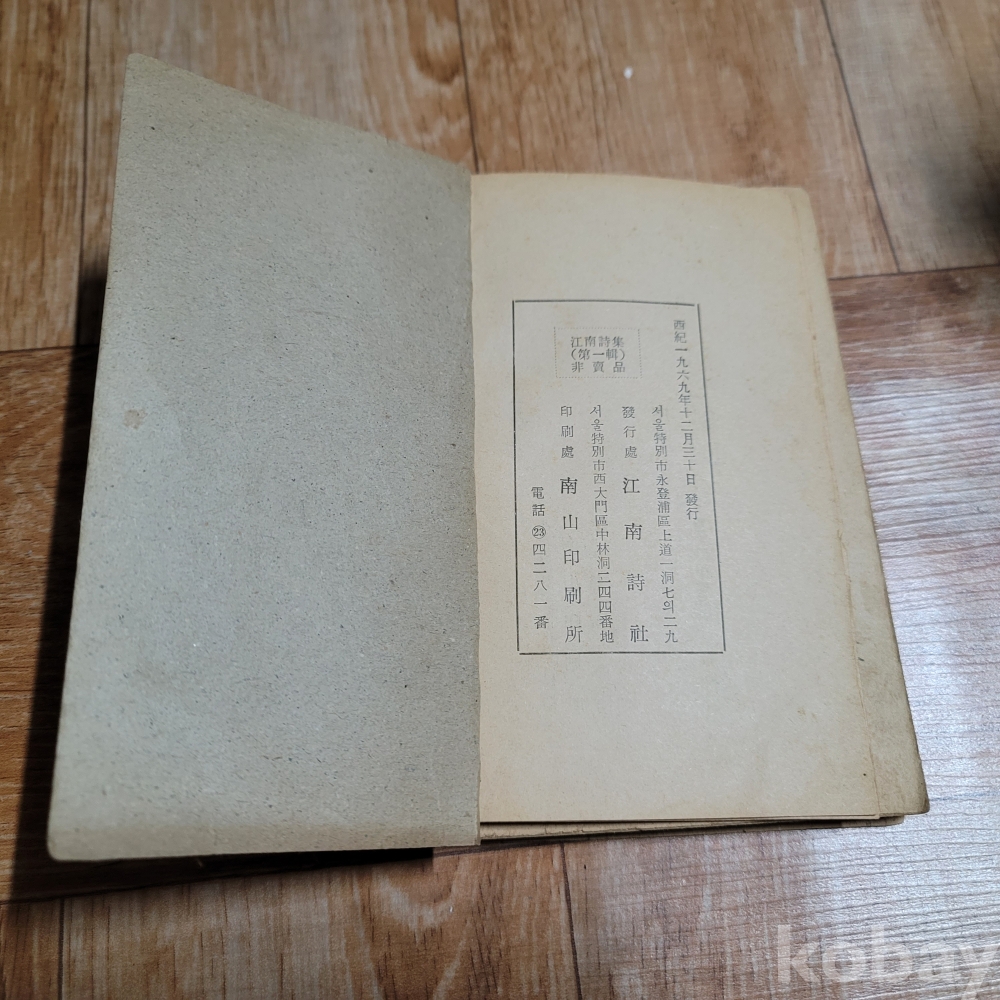 西紀一九六九年十二月三十日 發行
서울特別市永登浦區上道一洞七의二九
發行處 江南詩社
서울特別市西大門區中林洞二四四番地
印刷處 南山印刷所
電話 ㉓四二八一番
江南詩集
(第一輯)
非賣品
kobay